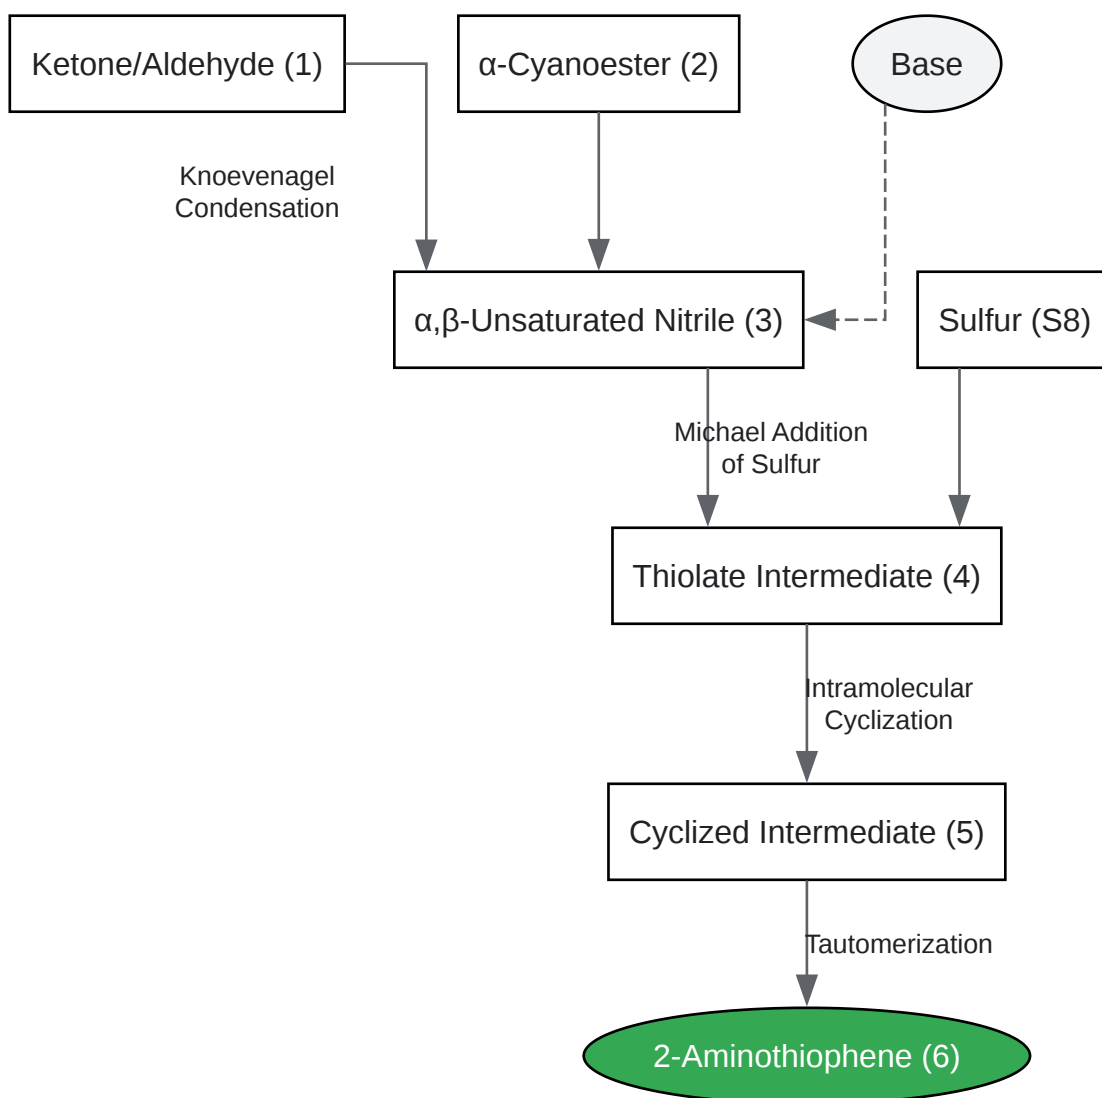 Ketone/Aldehyde (1)
α-Cyanoester (2)
Base
Knoevenagel
Condensation
α,β-Unsaturated Nitrile (3)
Sulfur (S8)
Michael Addition
of Sulfur
Thiolate Intermediate (4)
Intramolecular
Cyclization
Cyclized Intermediate (5)
Tautomerization
2-Aminothiophene (6)